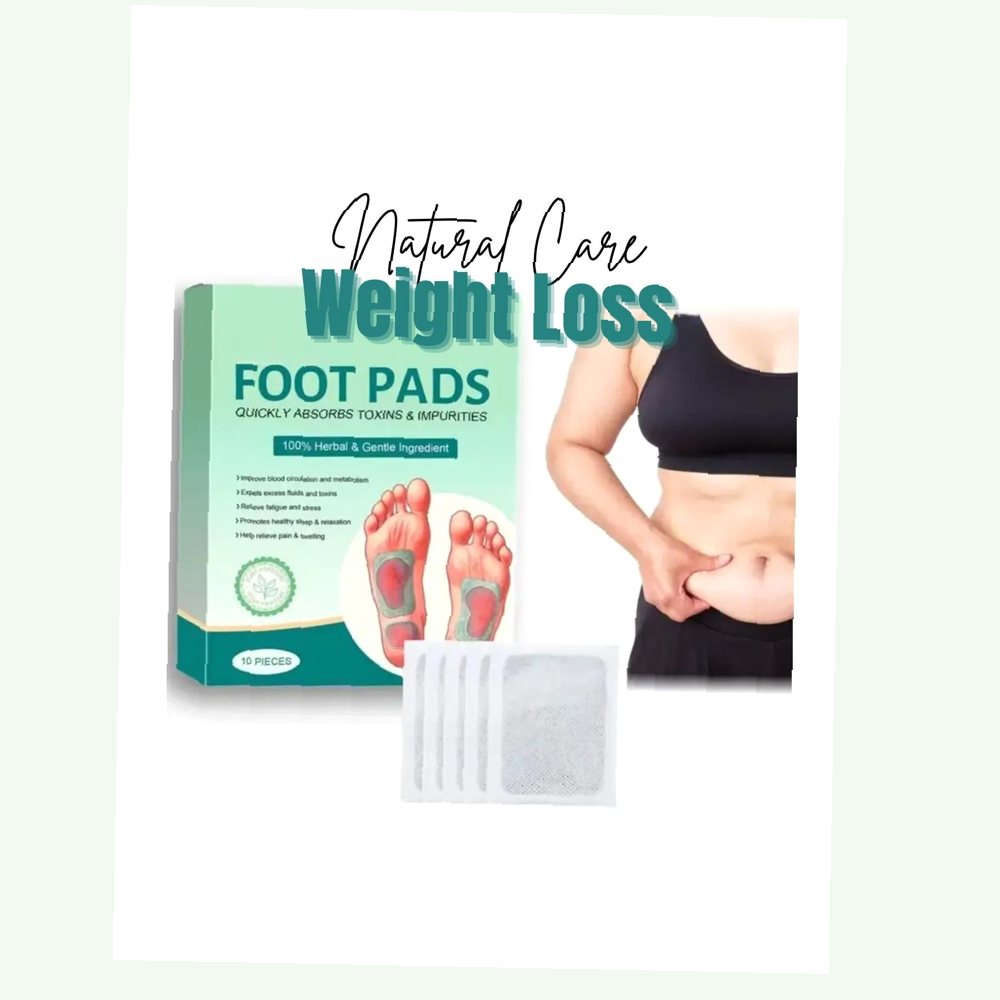 Natural Care
Weight Loss
FOOT PADS
QUICKLY ABSORBS TOXINS & IMPURITIES
100% Herbal & Gentle Ingredient
Improve blood circulation and metabolism
Expels excess fluids and toxins
Relieve fatigue and stress
Promotes healthy sleep & relaxation
Help relieve pain & swelling
10 PIECES